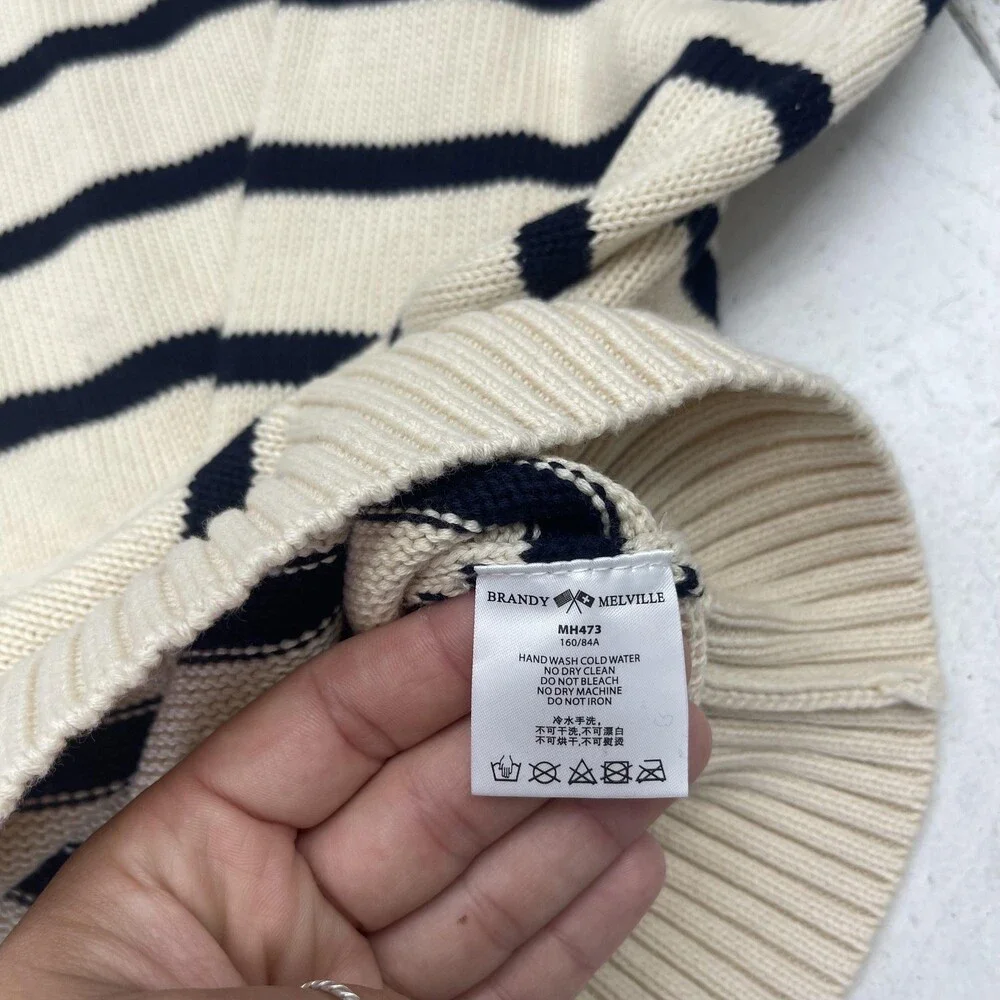 BRANDY MELVILLE
MH473
160/84A
HAND WASH COLD WATER
NO DRY CLEAN
DO NOT BLEACH
NO DRY MACHINE
DO NOT IRON
冷水手洗,
不可干洗,不可漂白
不可烘干,不可熨烫